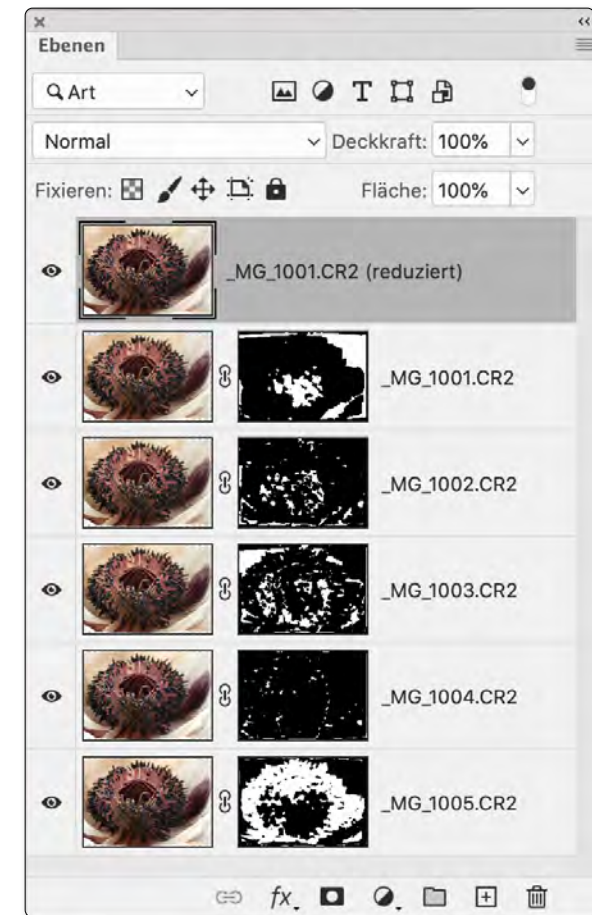 Ebenen
Art
Normal Deckkraft: 100%
Fixieren: Fläche: 100%
_MG_1001.CR2 (reduziert)
_MG_1001.CR2
_MG_1002.CR2
_MG_1003.CR2
_MG_1004.CR2
_MG_1005.CR2
fx